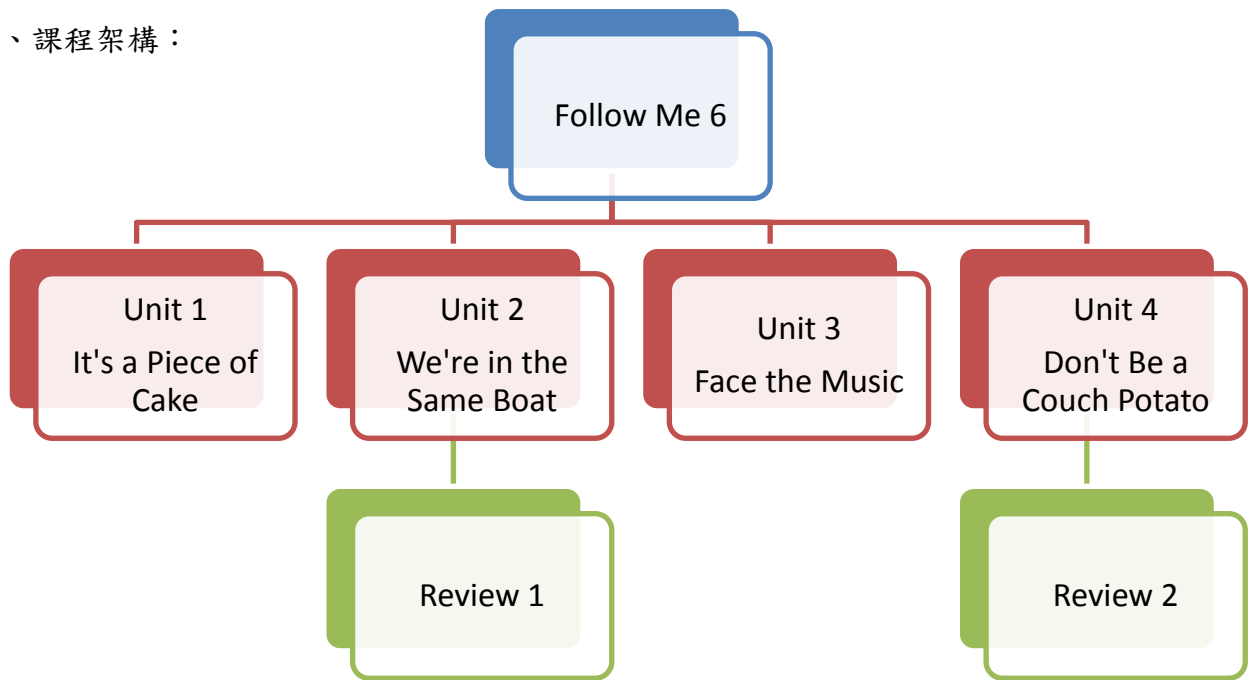 、課程架構：
Follow Me 6
Unit 1
It's a Piece of
Cake
Unit 2
We're in the
Same Boat
Unit 3
Face the Music
Unit 4
Don't Be a
Couch Potato
Review 1
Review 2